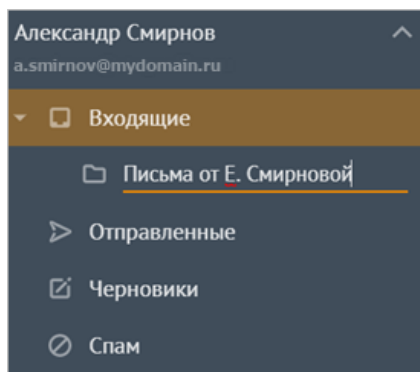 Александр Смирнов
a.smirnov@mydomain.ru
Входящие
Письма от Е. Смирновой
Отправленные
Черновики
Спам